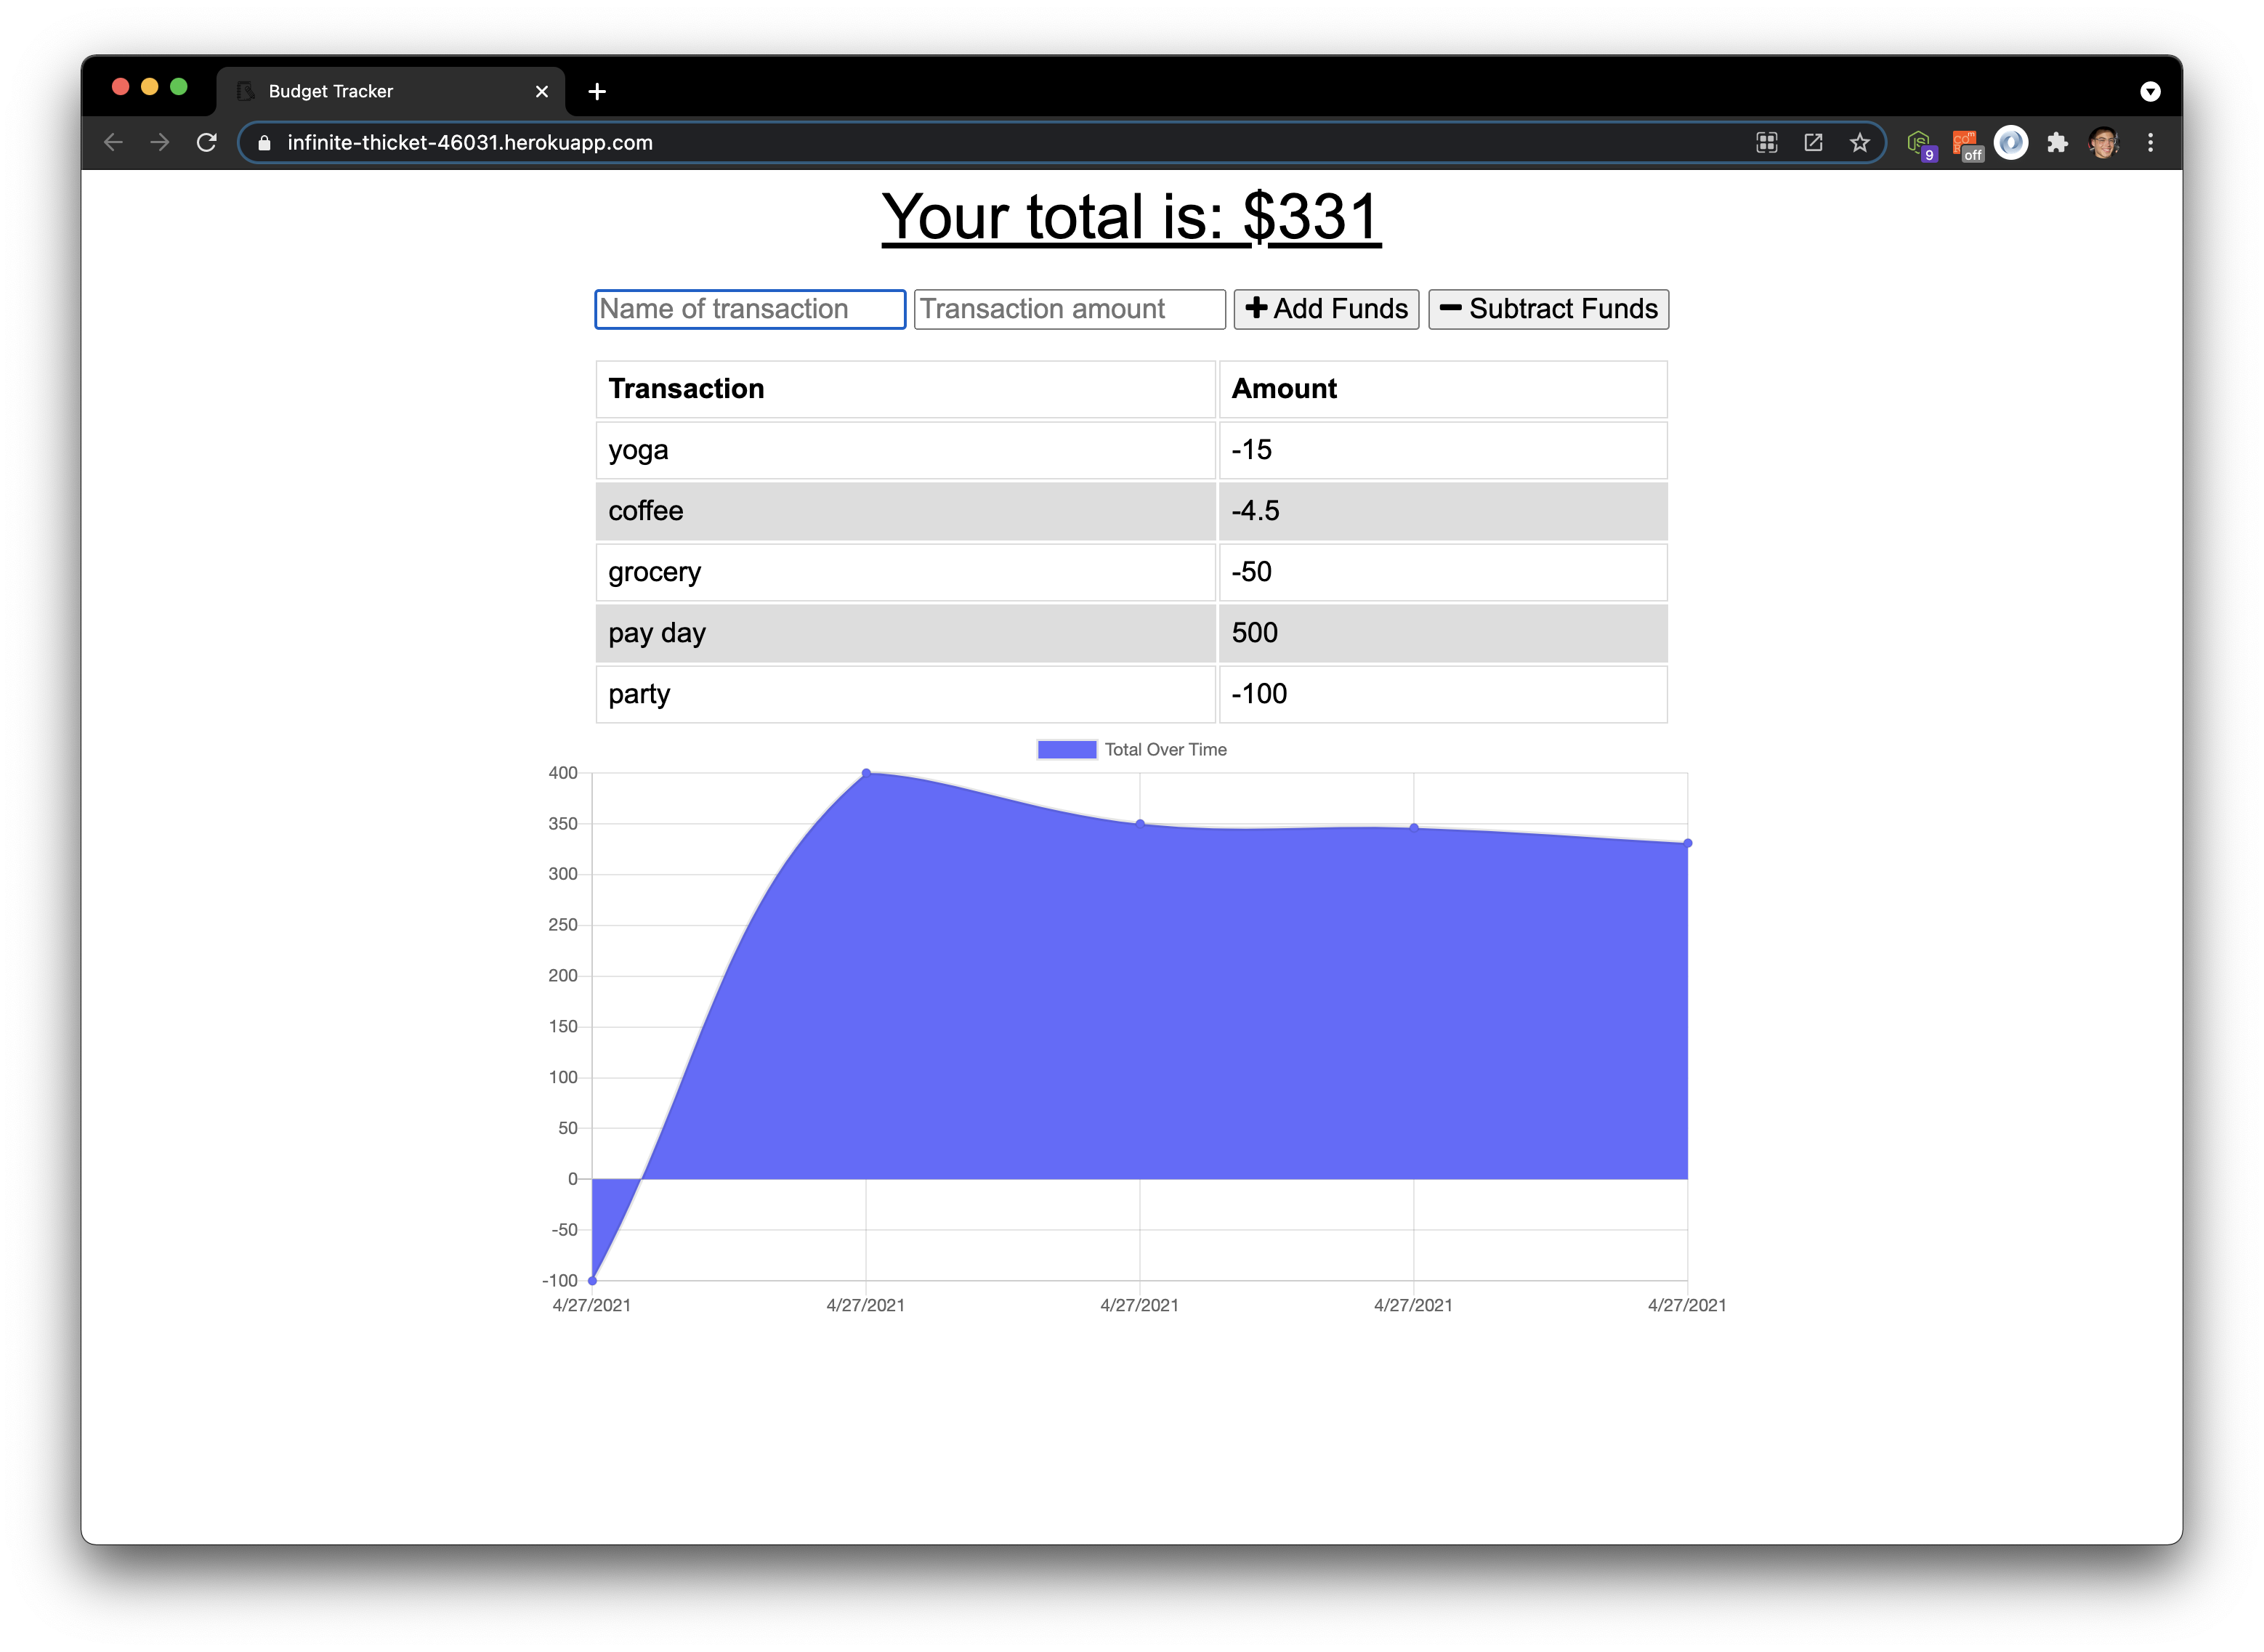 Budget Tracker
infinite-thicket-46031.herokuapp.com
9
off
Your total is: $331
Name of transaction Transaction amount Add Funds Subtract Funds
Transaction Amount
yoga -15
coffee -4.5
grocery -50
pay day 500
party -100
Total Over Time
400
350
300
250
200
150
100
50
0
-50
-100
4/27/2021 4/27/2021 4/27/2021 4/27/2021 4/27/2021